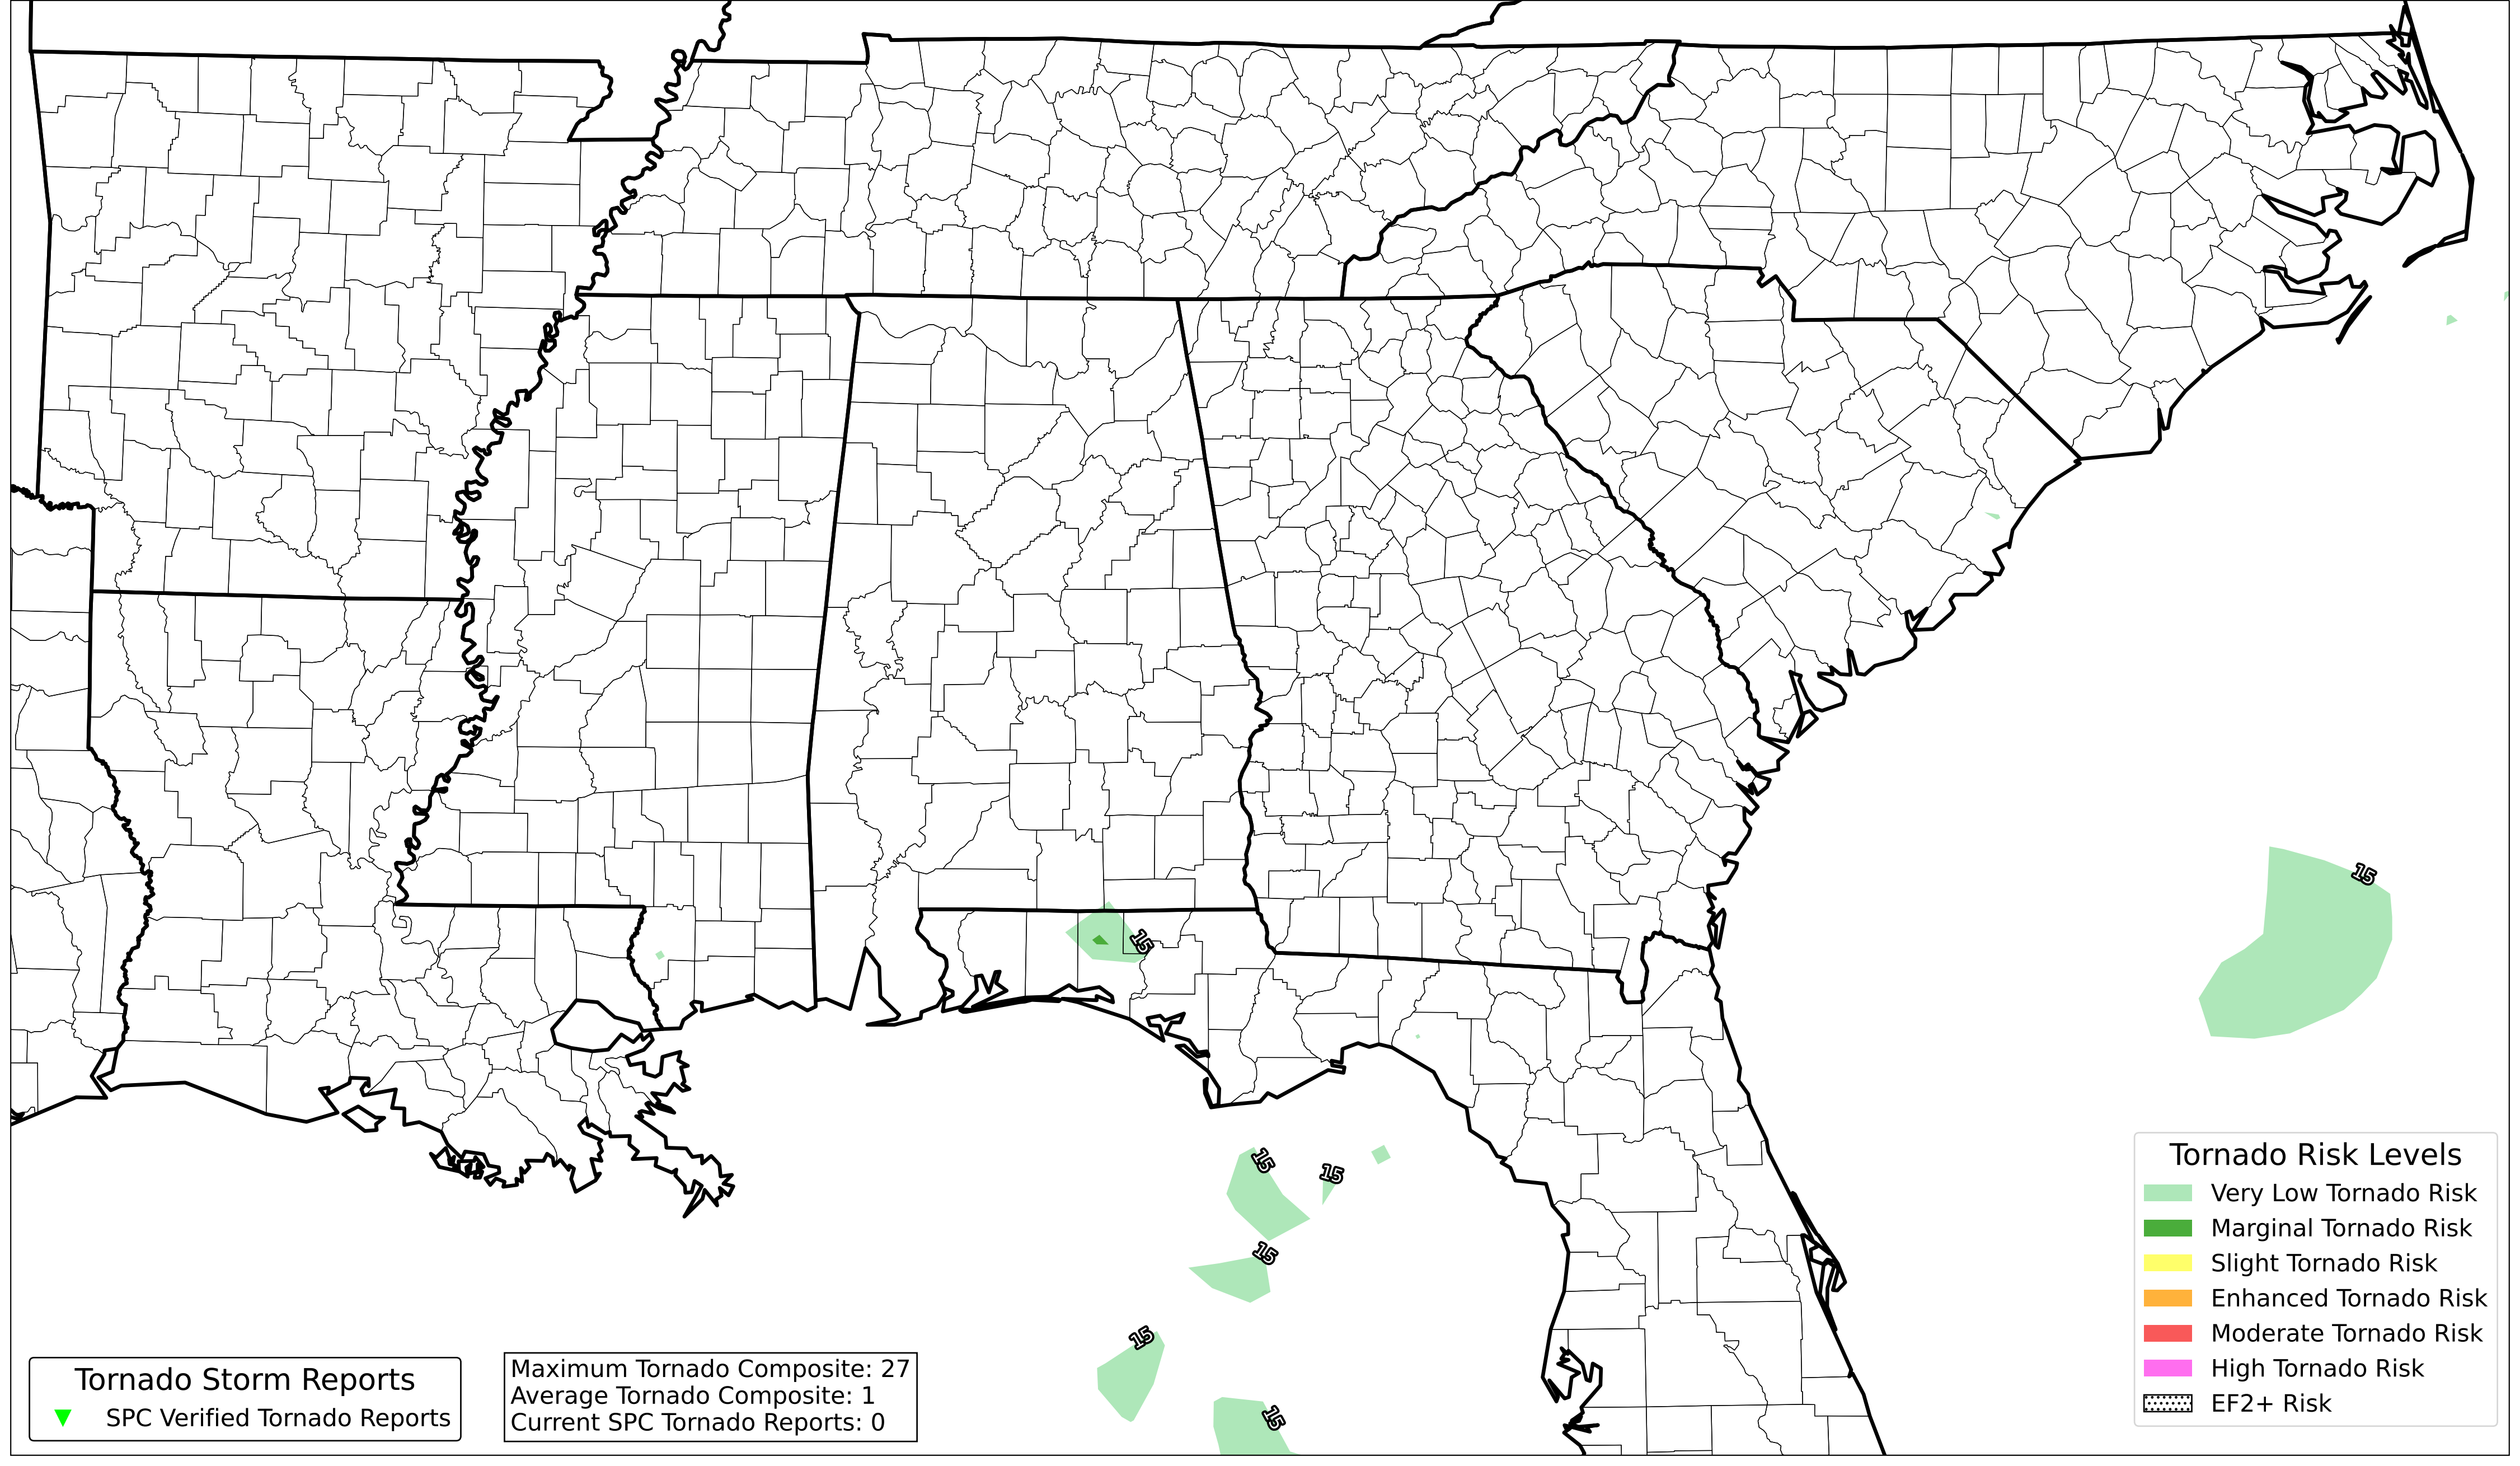 15
15
15
15
15
15
15
Tornado Risk Levels
Very Low Tornado Risk
Marginal Tornado Risk
Slight Tornado Risk
Enhanced Tornado Risk
Moderate Tornado Risk
High Tornado Risk
EF2+ Risk
Tornado Storm Reports
SPC Verified Tornado Reports
Maximum Tornado Composite: 27
Average Tornado Composite: 1
Current SPC Tornado Reports: 0